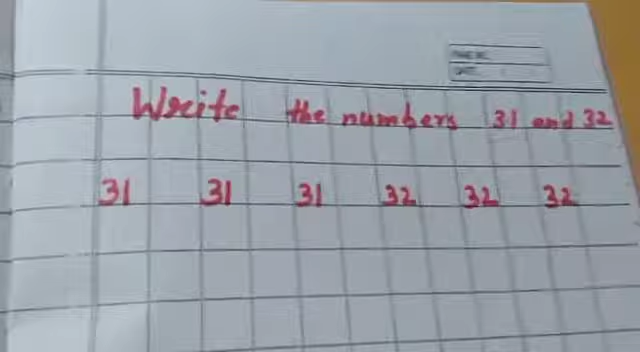 Write the numbers 31 and 32
31 31 31 32 32 32